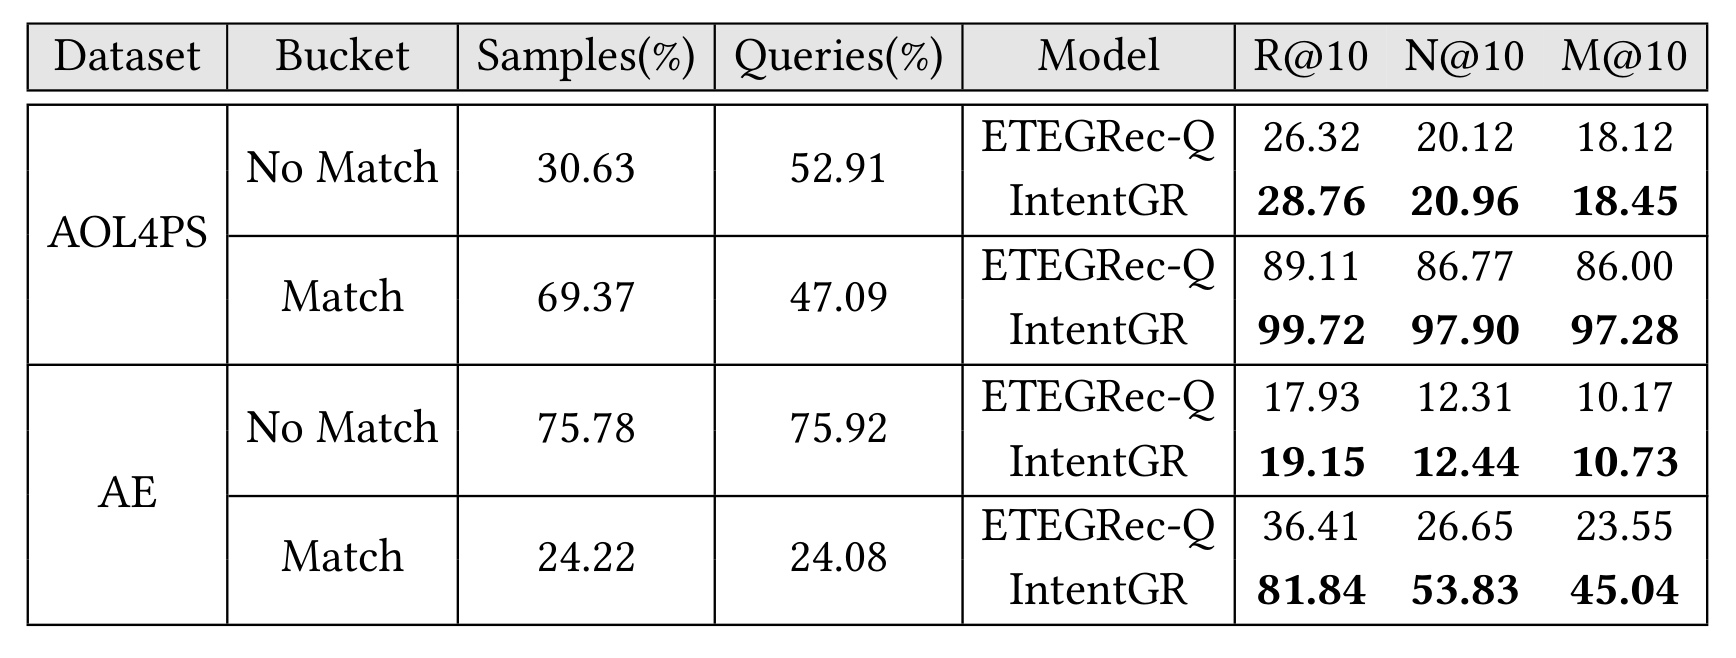 Dataset Bucket Samples(%) Queries(%) Model R@10 N@10 M@10
AOL4PS No Match 30.63 52.91 ETEGRec-Q 26.32 20.12 18.12
IntentGR 28.76 20.96 18.45
Match 69.37 47.09 ETEGRec-Q 89.11 86.77 86.00
IntentGR 99.72 97.90 97.28
AE No Match 75.78 75.92 ETEGRec-Q 17.93 12.31 10.17
IntentGR 19.15 12.44 10.73
Match 24.22 24.08 ETEGRec-Q 36.41 26.65 23.55
IntentGR 81.84 53.83 45.04